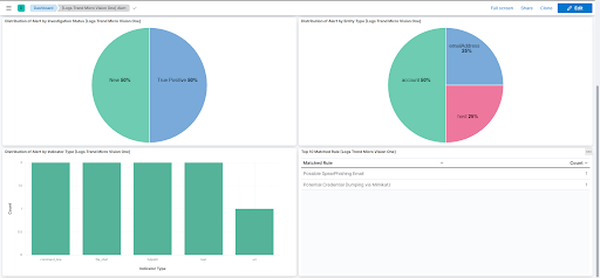 Dashboard [Logs Trend Micro Vision One] Alert
Full screen Share Clone Edit
Distribution of Alert by Investigation Status [Logs Trend Micro Vision One]
New 50%
True Positive 50%
Distribution of Alert by Entity Type [Logs Trend Micro Vision One]
emailAddress
25%
account 50%
host 25%
Distribution of Alert by Indicator Type [Logs Trend Micro Vision One]
Count
command_line
url
Indicator Type
Top 10 Matched Rule [Logs Trend Micro Vision One]
Matched Rule Count
Possible SpearPhishing Email 1
Potential Credential Dumping via Mimikatz 1